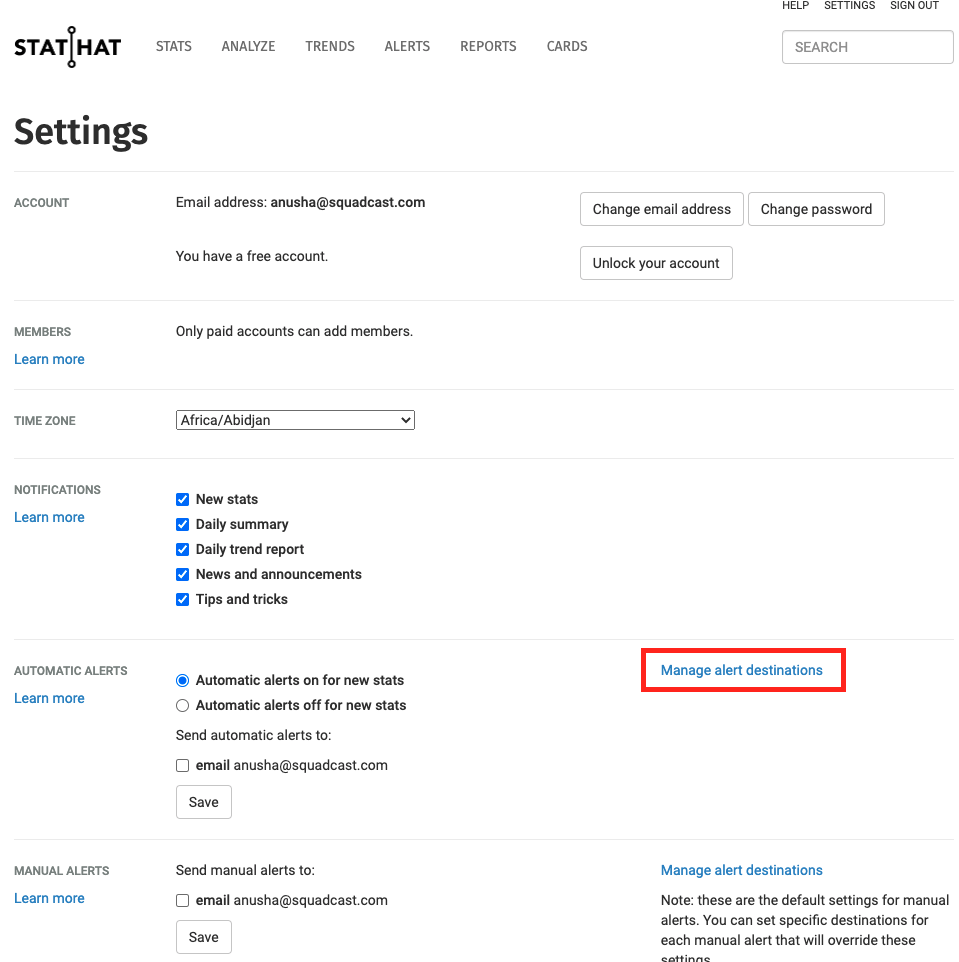 HELP SETTINGS SIGN OUT
STATHAT STATS ANALYZE TRENDS ALERTS REPORTS CARDS SEARCH
Settings
ACCOUNT Email address: anusha@squadcast.com Change email address Change password
You have a free account. Unlock your account
MEMBERS Only paid accounts can add members.
Learn more
TIME ZONE Africa/Abidjan
NOTIFICATIONS
Learn more
New stats
Daily summary
Daily trend report
News and announcements
Tips and tricks
AUTOMATIC ALERTS
Learn more
Automatic alerts on for new stats
Automatic alerts off for new stats
Send automatic alerts to:
email anusha@squadcast.com
Save
Manage alert destinations
MANUAL ALERTS
Learn more
Send manual alerts to:
email anusha@squadcast.com
Save
Manage alert destinations
Note: these are the default settings for manual
alerts. You can set specific destinations for
each manual alert that will override these
settings.